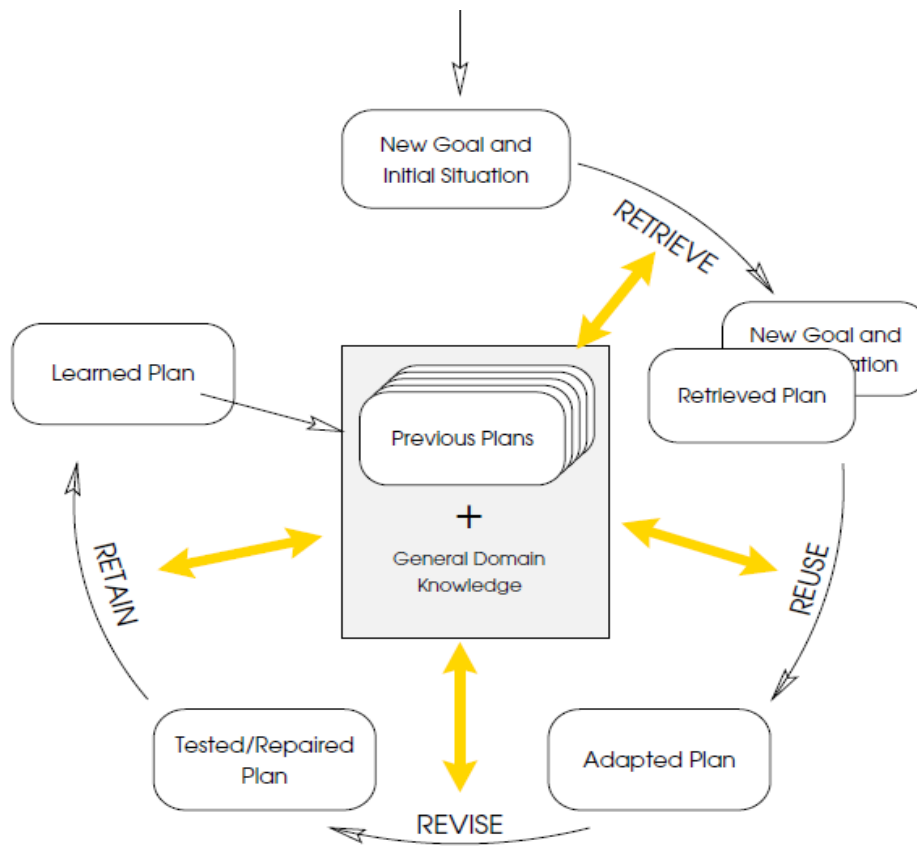 New Goal and
Initial Situation
RETRIEVE
New Goal and
Retrieved Plan
Learned Plan
Previous Plans
+
General Domain
Knowledge
RETAIN
REUSE
Tested/Repaired
Plan
Adapted Plan
REVISE